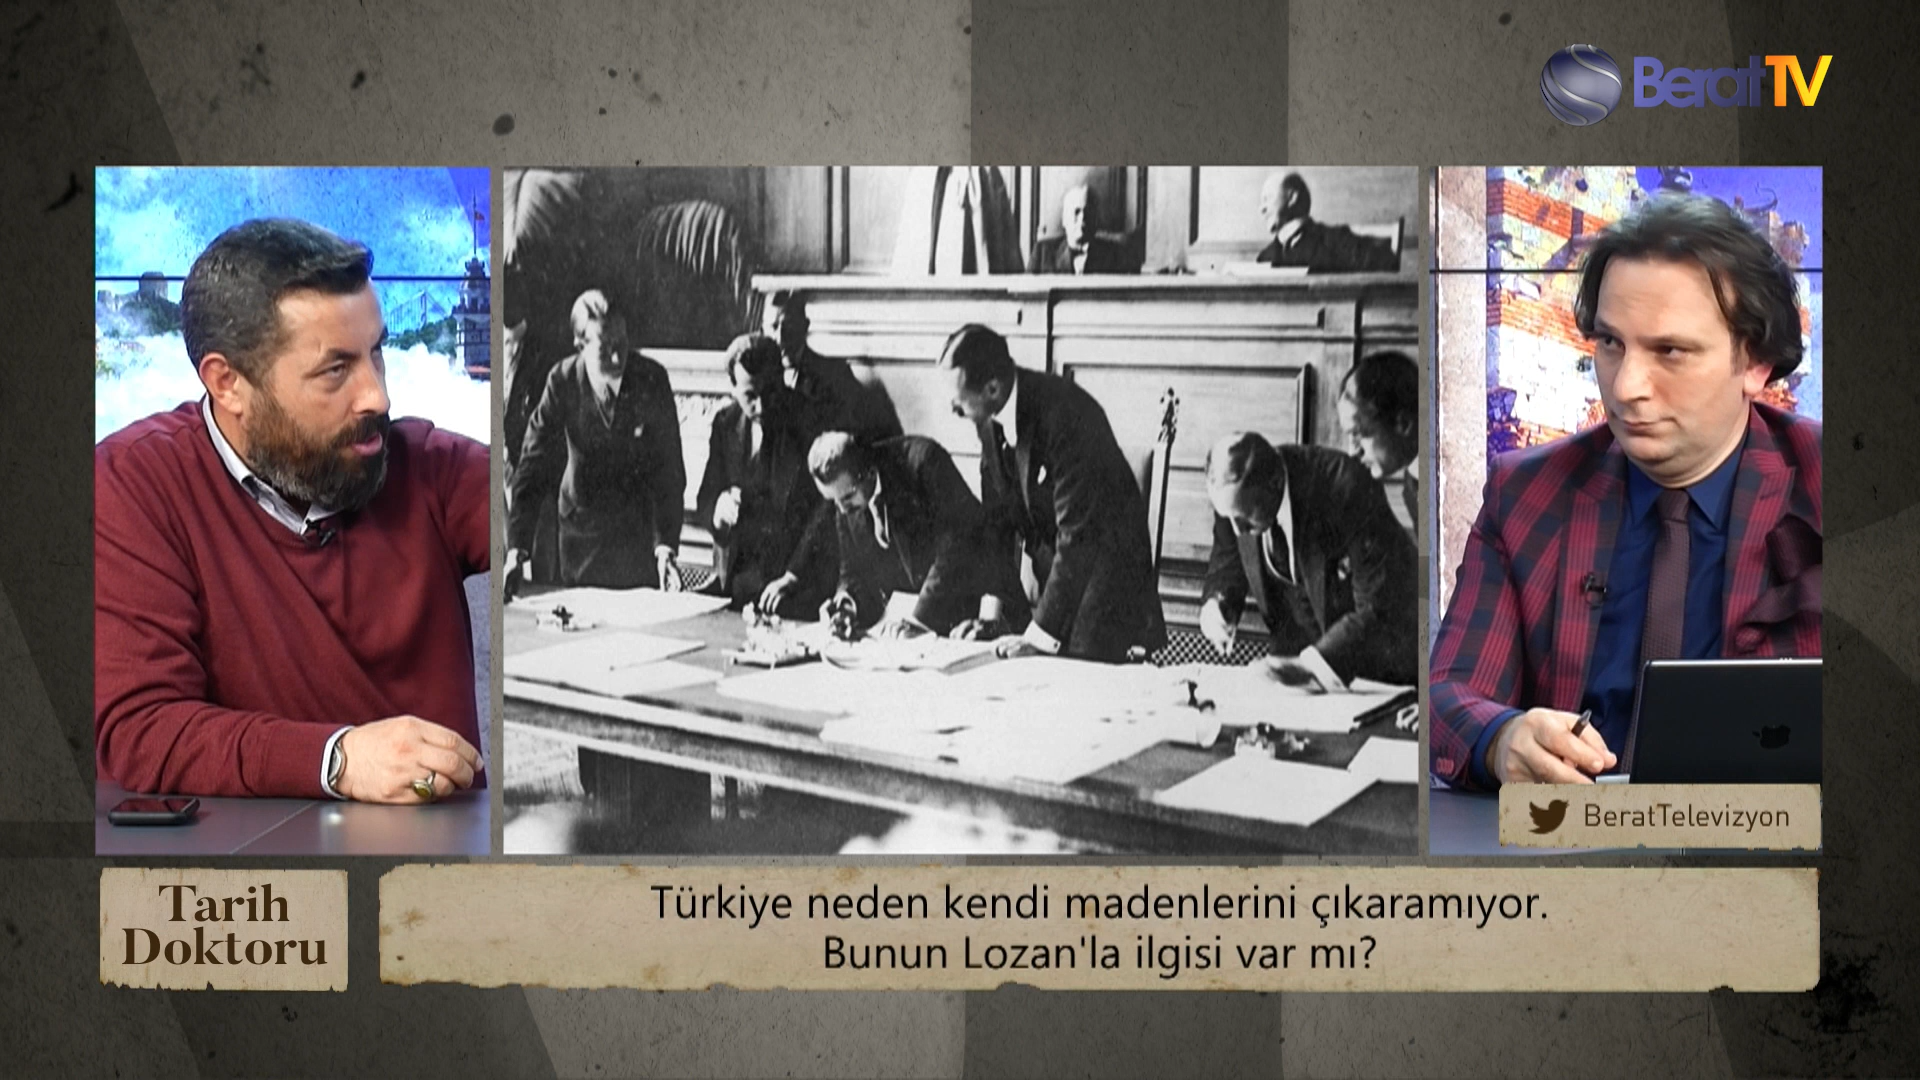 BeratTV
BeratTelevizyon
Tarih
Doktoru
Türkiye neden kendi madenlerini çıkaramıyor.
Bunun Lozan'la ilgisi var mı?